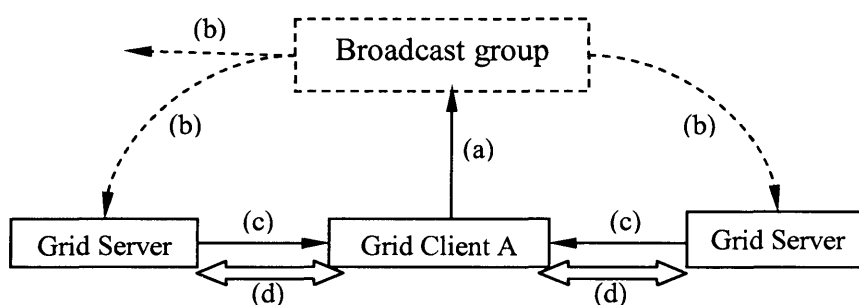 (b)
Broadcast group
(b)
(a)
(b)
Grid Server
(c)
Grid Client A
(c)
Grid Server
(d)
(d)